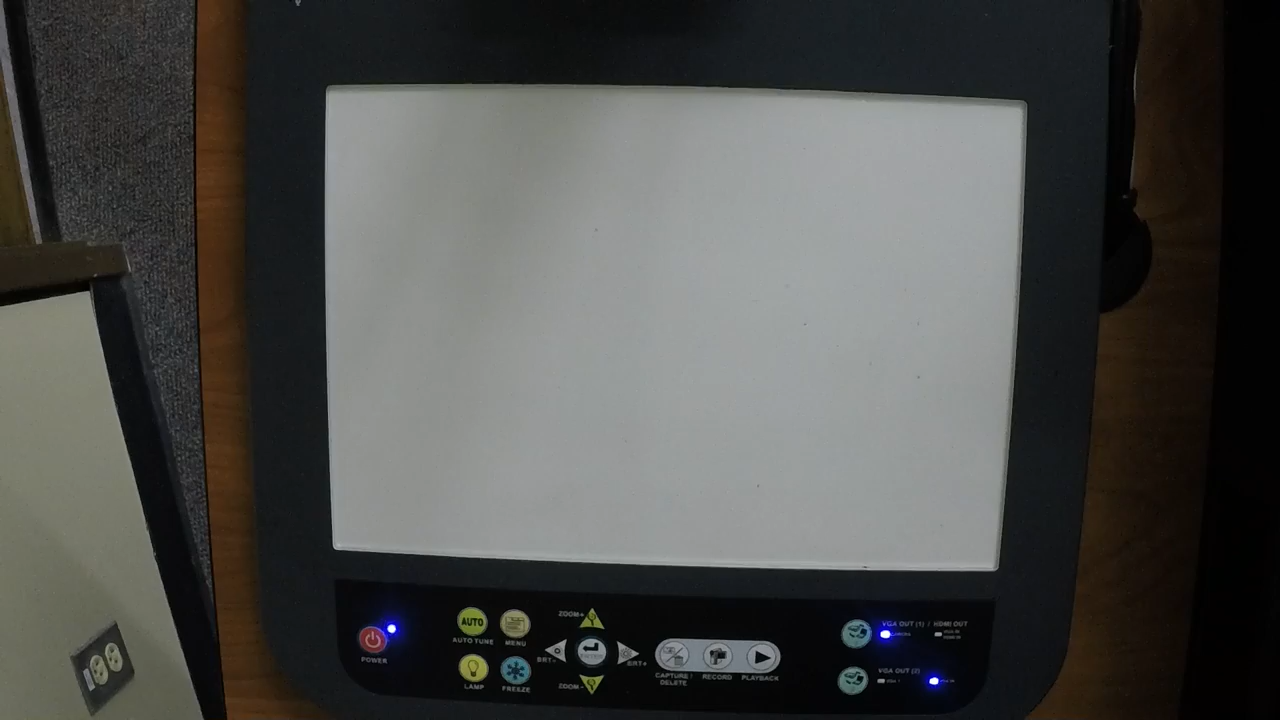 ZOOM+
AUTO
AUTO TUNE
MENU
BRT-
ENTER
BRT+
POWER
LAMP
FREEZE
ZOOM-
CAPTURE /
DELETE
RECORD
PLAYBACK
VGA OUT (1) / HDMI OUT
VGA OUT (2)